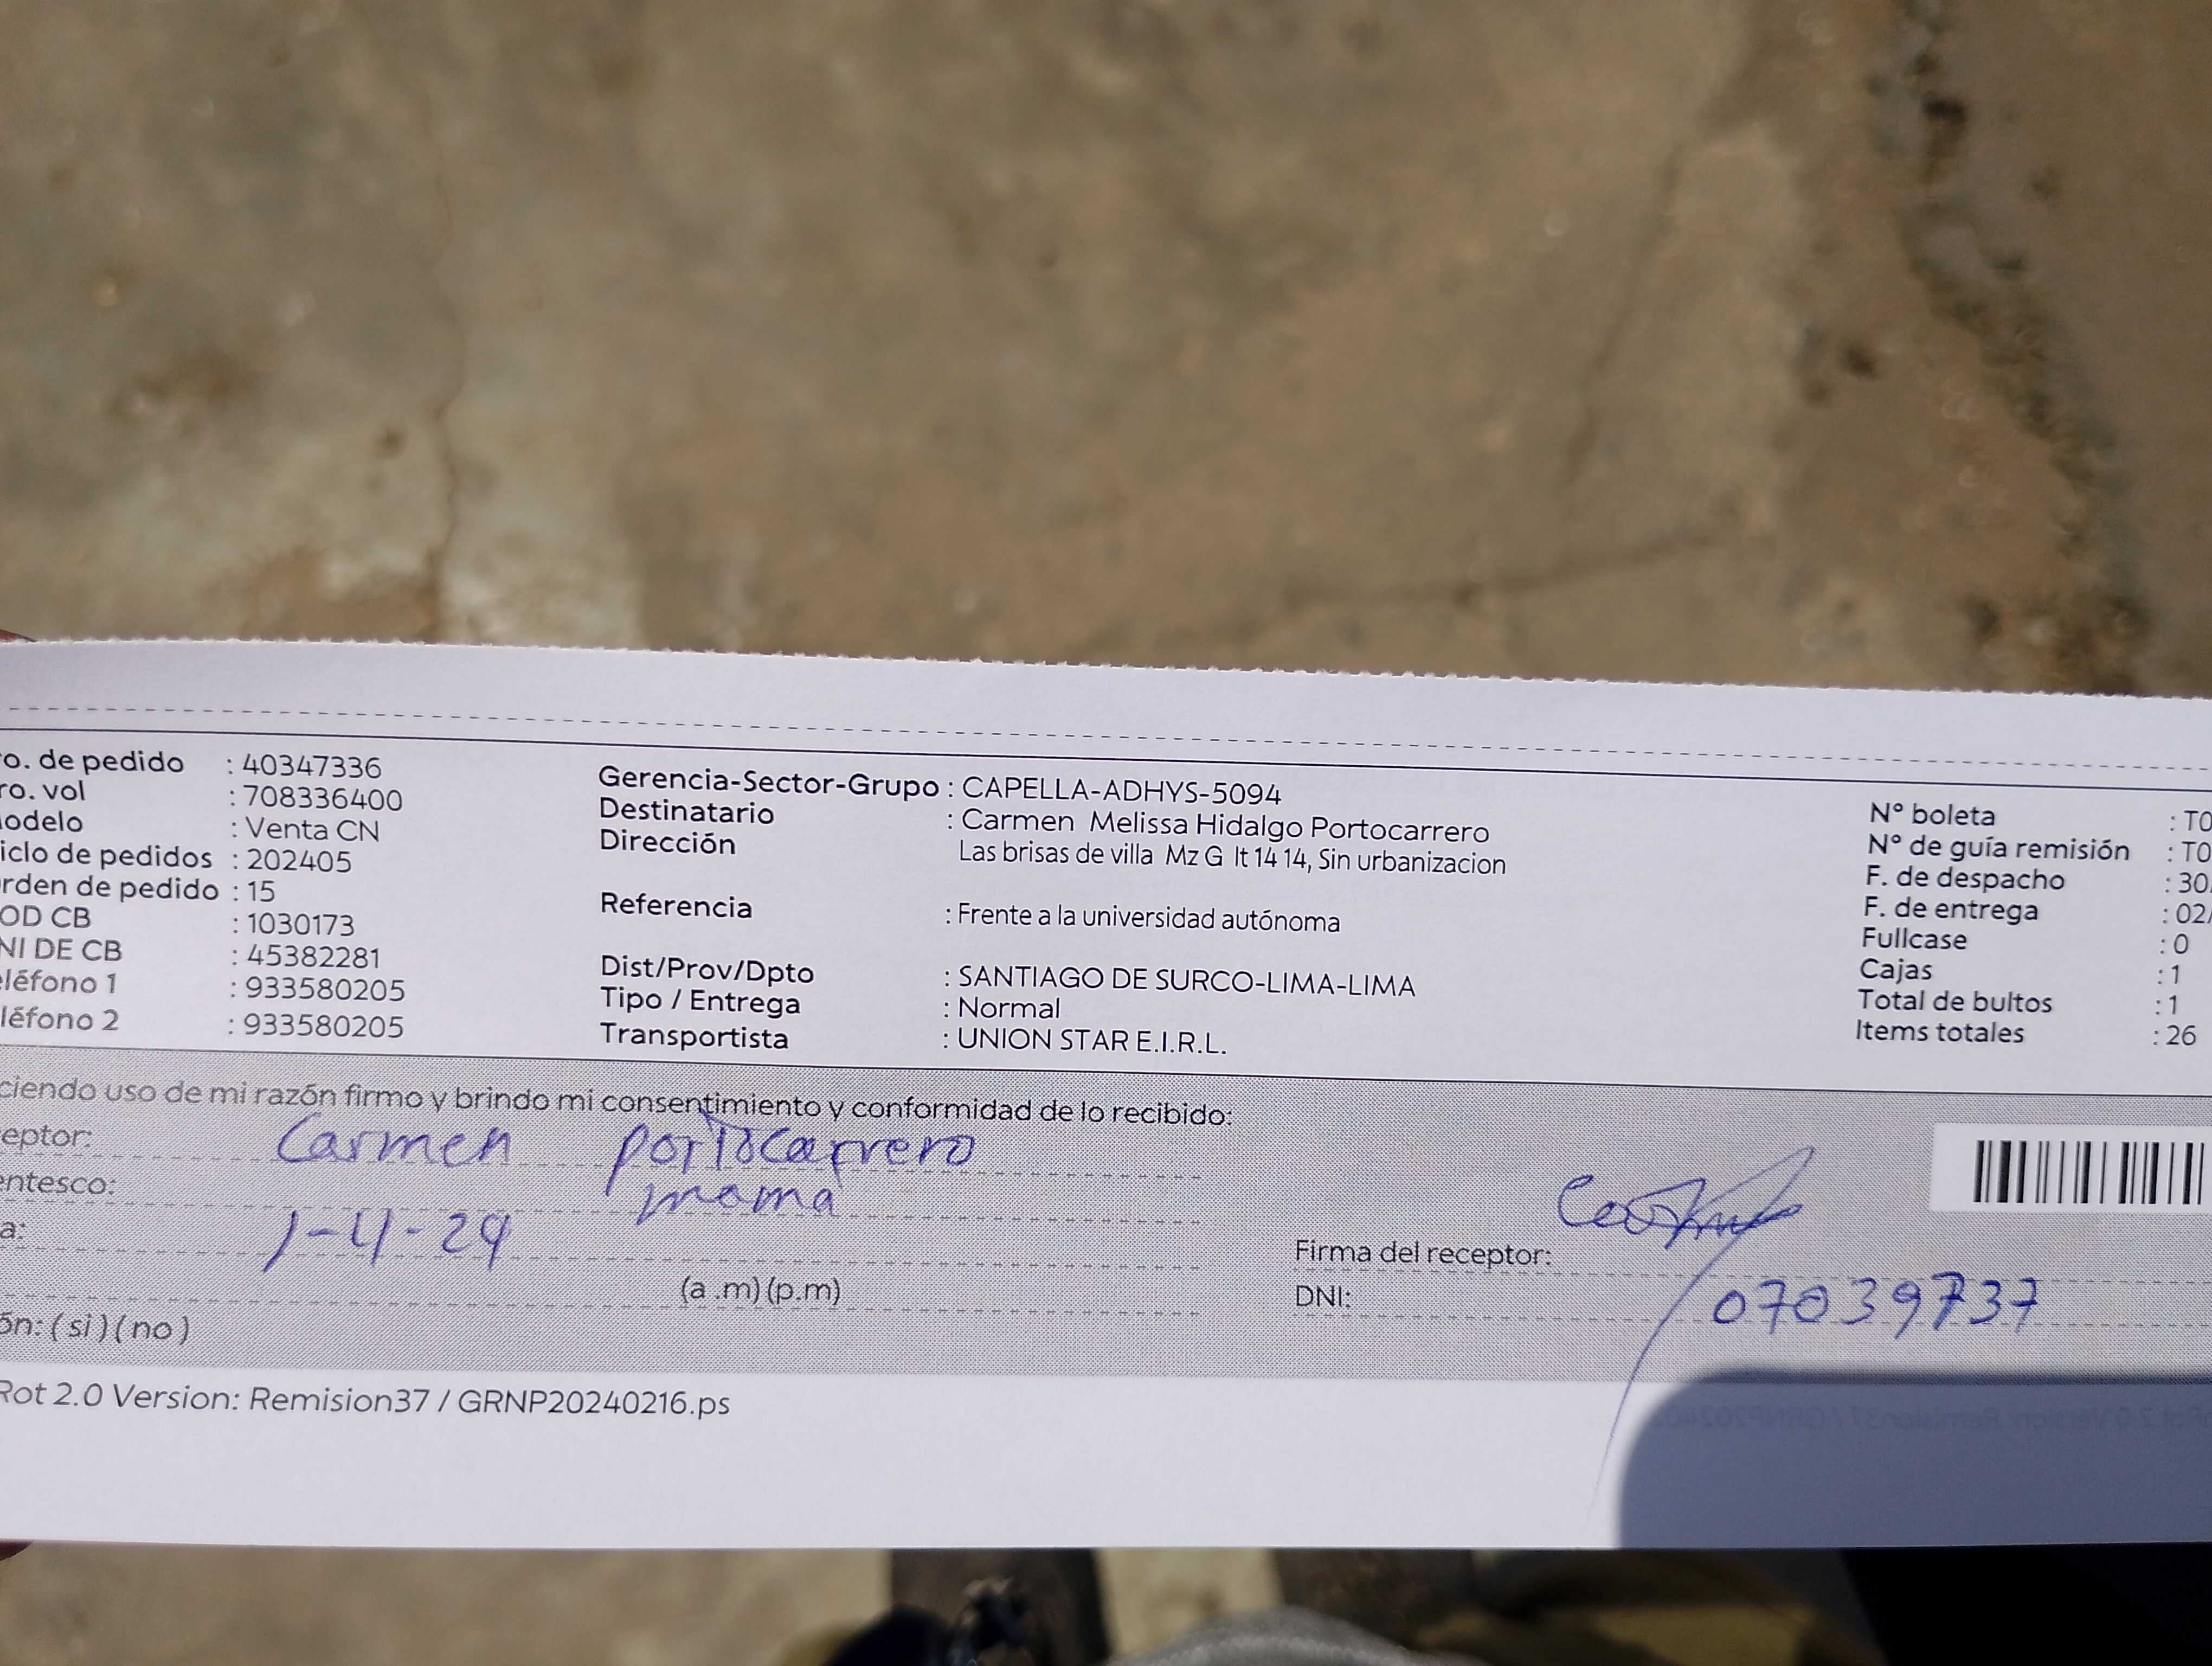 ro. de pedido : 40347336
ro. vol : 708336400
odelo : Venta CN
iclo de pedidos : 202405
rden de pedido : 15
OD CB : 1030173
NI DE CB : 45382281
eléfono 1 : 933580205
léfono 2 : 933580205
Gerencia-Sector-Grupo : CAPELLA-ADHYS-5094
Destinatario : Carmen Melissa Hidalgo Portocarrero
Dirección Las brisas de villa Mz G lt 14 14, Sin urbanizacion
Referencia : Frente a la universidad autónoma
Dist/Prov/Dpto : SANTIAGO DE SURCO-LIMA-LIMA
Tipo / Entrega : Normal
Transportista : UNION STAR E.I.R.L.
N° boleta : T0
N° de guía remisión : T0
F. de despacho : 30
F. de entrega : 02/
Fullcase : 0
Cajas : 1
Total de bultos : 1
Items totales : 26
ciendo uso de mi razón firmo y brindo mi consentimiento y conformidad de lo recibido:
eptor: Carmen portocarrero
entesco: mama
a: 1-4-24
(a .m) (p.m)
ón: ( si ) ( no )
Firma del receptor:
DNI: 07039737
Rot 2.0 Version: Remision37 / GRNP20240216.ps